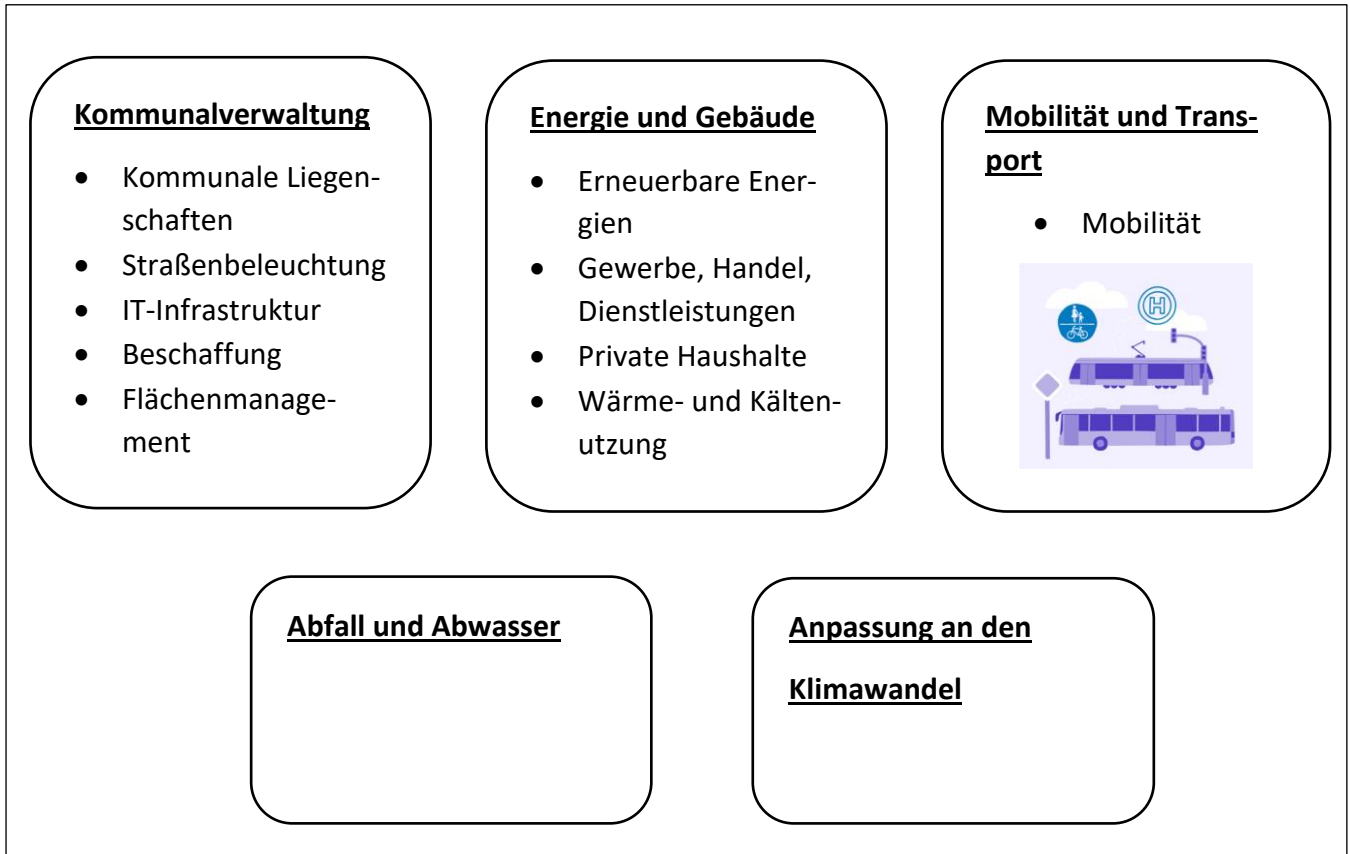 Kommunalverwaltung
• Kommunale Liegen-
schaften
• Straßenbeleuchtung
• IT-Infrastruktur
• Beschaffung
• Flächenmanage-
ment
Energie und Gebäude
• Erneuerbare Ener-
gien
• Gewerbe, Handel,
Dienstleistungen
• Private Haushalte
• Wärme- und Kälten-
utzung
Mobilität und Trans-
port
• Mobilität
H
Abfall und Abwasser
Anpassung an den
Klimawandel